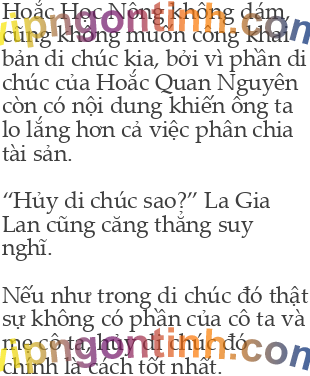 Hoắc Học Nông không dám,
cũng không muốn công khai
bản di chúc kia, bởi vì phần di
chúc của Hoắc Quan Nguyên
còn có nội dung khiến ông ta
lo lắng hơn cả việc phân chia
tài sản.
“Hủy di chúc sao?” La Gia
Lan cũng căng thẳng suy
nghĩ.
Nếu như trong di chúc đó thật
sự không có phần của cô ta và
mẹ cô ta, hủy di chúc đó
chính là cách tốt nhất.